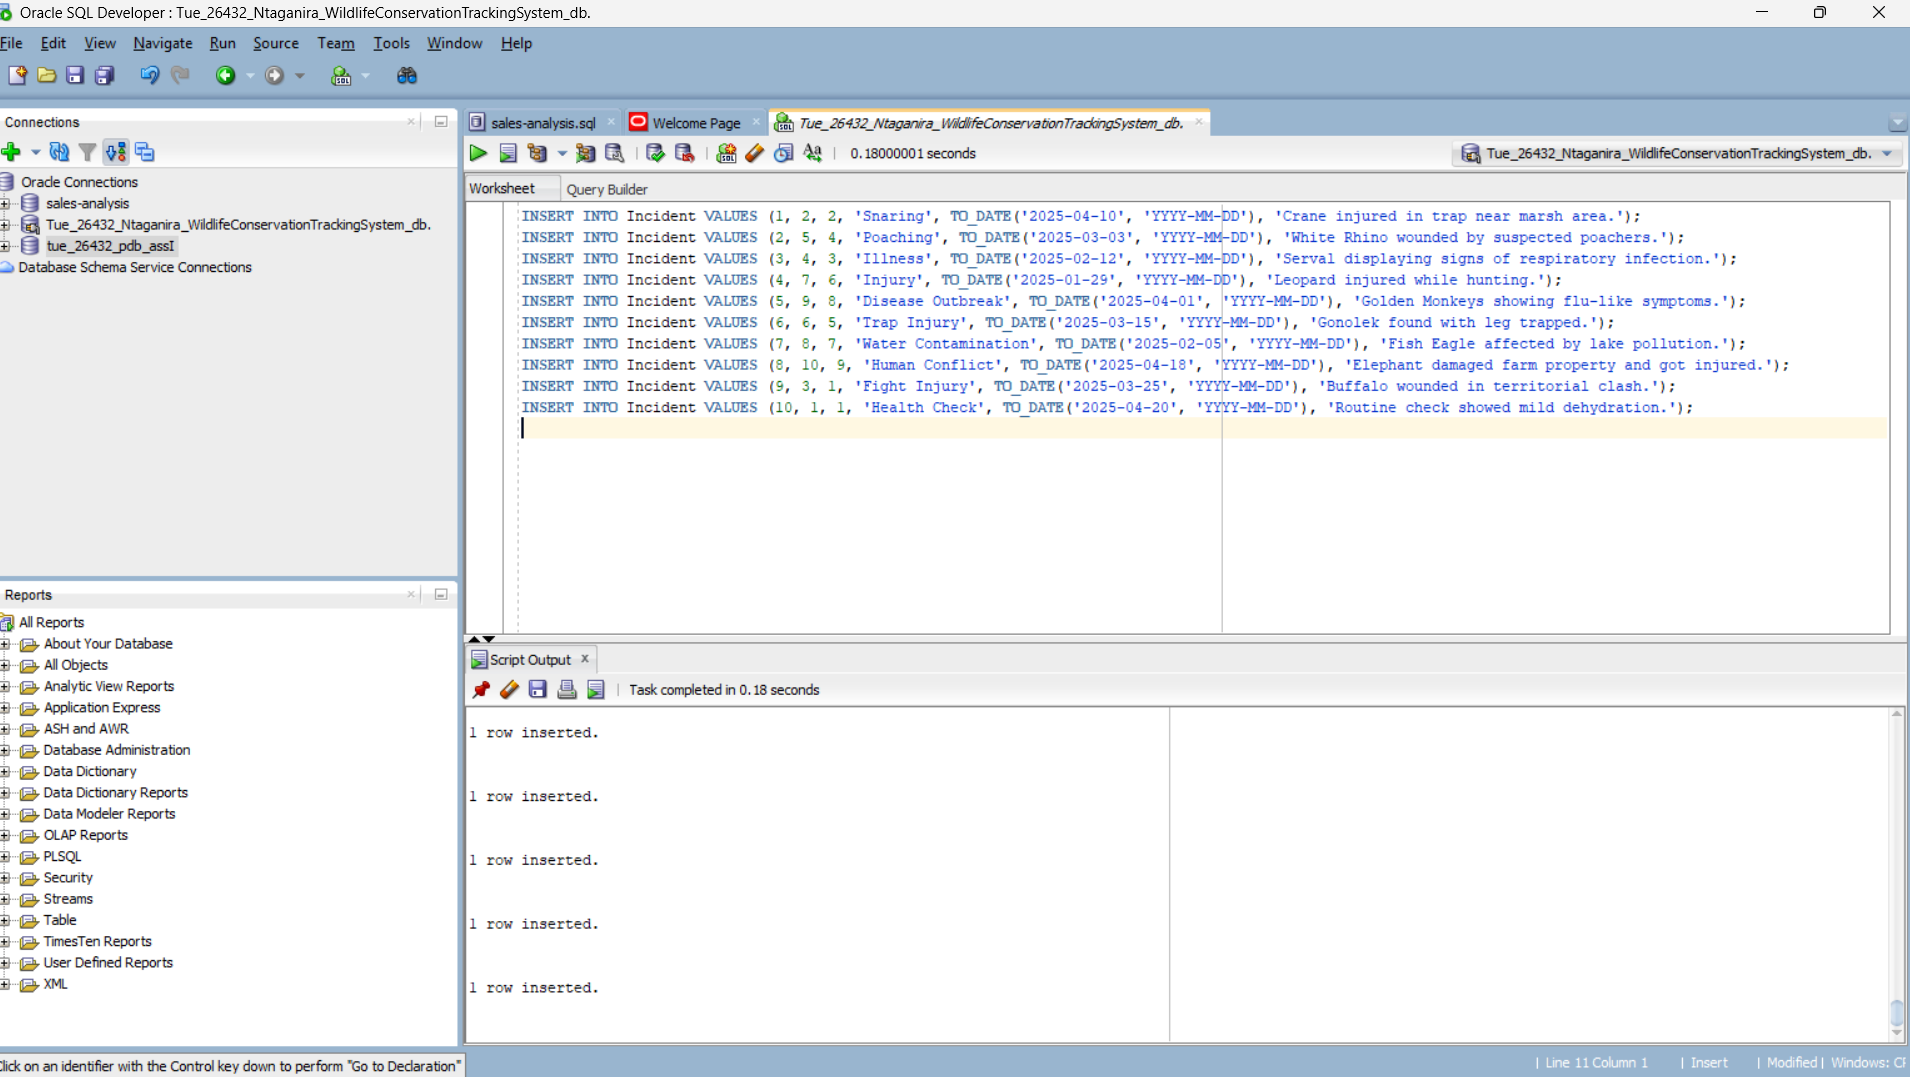 Oracle SQL Developer : Tue_26432_Ntaganira_WildlifeConservationTrackingSystem_db.
File Edit View Navigate Run Source Team Tools Window Help
Connections
Oracle Connections
sales-analysis
Tue_26432_Ntaganira_WildlifeConservationTrackingSystem_db.
tue_26432_pdb_assI
Database Schema Service Connections
Reports
All Reports
About Your Database
All Objects
Analytic View Reports
Application Express
ASH and AWR
Database Administration
Data Dictionary
Data Dictionary Reports
Data Modeler Reports
OLAP Reports
PLSQL
Security
Streams
Table
TimesTen Reports
User Defined Reports
XML
sales-analysis.sql Welcome Page Tue_26432_Ntaganira_WildlifeConservationTrackingSystem_db.
0.18000001 seconds Tue_26432_Ntaganira_WildlifeConservationTrackingSystem_db.
Worksheet Query Builder
INSERT INTO Incident VALUES (1, 2, 2, 'Snaring', TO_DATE('2025-04-10', 'YYYY-MM-DD'), 'Crane injured in trap near marsh area.');
INSERT INTO Incident VALUES (2, 5, 4, 'Poaching', TO_DATE('2025-03-03', 'YYYY-MM-DD'), 'White Rhino wounded by suspected poachers.');
INSERT INTO Incident VALUES (3, 4, 3, 'Illness', TO_DATE('2025-02-12', 'YYYY-MM-DD'), 'Serval displaying signs of respiratory infection.');
INSERT INTO Incident VALUES (4, 7, 6, 'Injury', TO_DATE('2025-01-29', 'YYYY-MM-DD'), 'Leopard injured while hunting.');
INSERT INTO Incident VALUES (5, 9, 8, 'Disease Outbreak', TO_DATE('2025-04-01', 'YYYY-MM-DD'), 'Golden Monkeys showing flu-like symptoms.');
INSERT INTO Incident VALUES (6, 6, 5, 'Trap Injury', TO_DATE('2025-03-15', 'YYYY-MM-DD'), 'Gonolek found with leg trapped.');
INSERT INTO Incident VALUES (7, 8, 7, 'Water Contamination', TO_DATE('2025-02-05', 'YYYY-MM-DD'), 'Fish Eagle affected by lake pollution.');
INSERT INTO Incident VALUES (8, 10, 9, 'Human Conflict', TO_DATE('2025-04-18', 'YYYY-MM-DD'), 'Elephant damaged farm property and got injured.');
INSERT INTO Incident VALUES (9, 3, 1, 'Fight Injury', TO_DATE('2025-03-25', 'YYYY-MM-DD'), 'Buffalo wounded in territorial clash.');
INSERT INTO Incident VALUES (10, 1, 1, 'Health Check', TO_DATE('2025-04-20', 'YYYY-MM-DD'), 'Routine check showed mild dehydration.');
Script Output
Task completed in 0.18 seconds
1 row inserted.
1 row inserted.
1 row inserted.
1 row inserted.
1 row inserted.
Click on an identifier with the Control key down to perform "Go to Declaration"
Line 11 Column 1 | Insert | Modified | Windows: